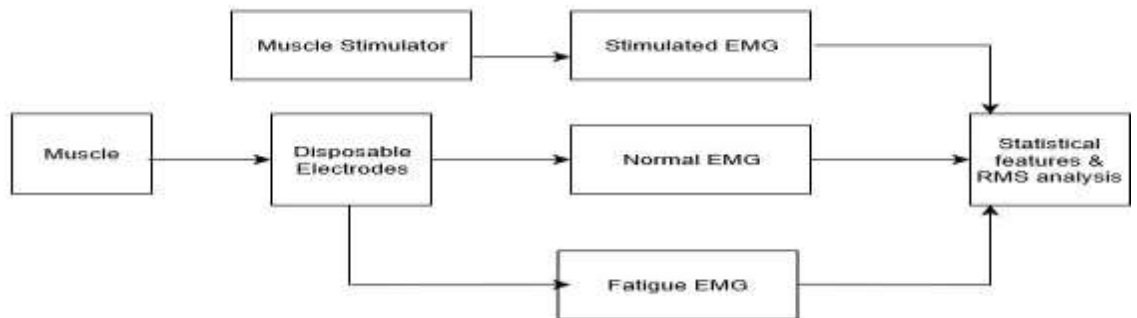 Muscle Stimulator
Stimulated EMG
Muscle
Disposable
Electrodes
Normal EMG
Statistical
features &
RMS analysis
Fatigue EMG